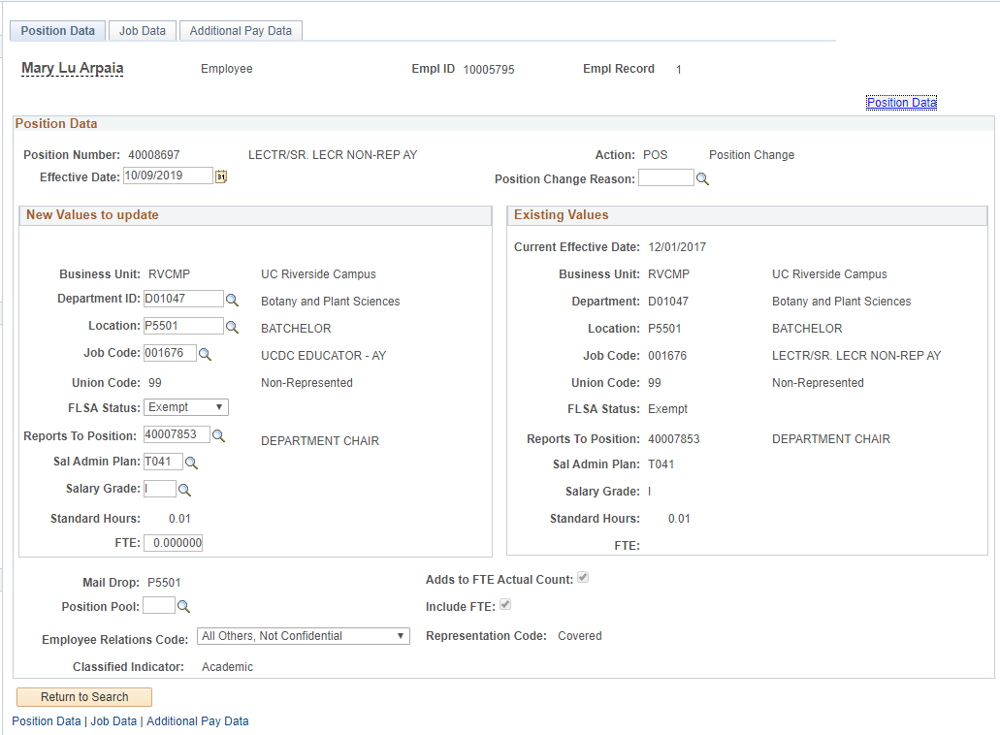 Position Data Job Data Additional Pay Data
Mary Lu Arpaia Employee Empl ID 10005795 Empl Record 1
Position Data
Position Data
Position Number: 40008697 LECTR/SR. LECR NON-REP AY Action: POS Position Change
Effective Date: 10/09/2019 31 Position Change Reason:
New Values to update Existing Values
Current Effective Date: 12/01/2017
Business Unit: RVCMP UC Riverside Campus Business Unit: RVCMP UC Riverside Campus
Department ID: D01047 Botany and Plant Sciences Department: D01047 Botany and Plant Sciences
Location: P5501 BATCHELOR Location: P5501 BATCHELOR
Job Code: 001676 UCDC EDUCATOR - AY Job Code: 001676 LECTR/SR. LECR NON-REP AY
Union Code: 99 Non-Represented Union Code: 99 Non-Represented
FLSA Status: Exempt FLSA Status: Exempt
Reports To Position: 40007853 DEPARTMENT CHAIR Reports To Position: 40007853 DEPARTMENT CHAIR
Sal Admin Plan: T041 Sal Admin Plan: T041
Salary Grade: I Salary Grade: I
Standard Hours: 0.01 Standard Hours: 0.01
FTE: 0.000000 FTE:
Mail Drop: P5501 Adds to FTE Actual Count:
Position Pool: Include FTE:
Employee Relations Code: All Others, Not Confidential Representation Code: Covered
Classified Indicator: Academic
Return to Search
Position Data | Job Data | Additional Pay Data